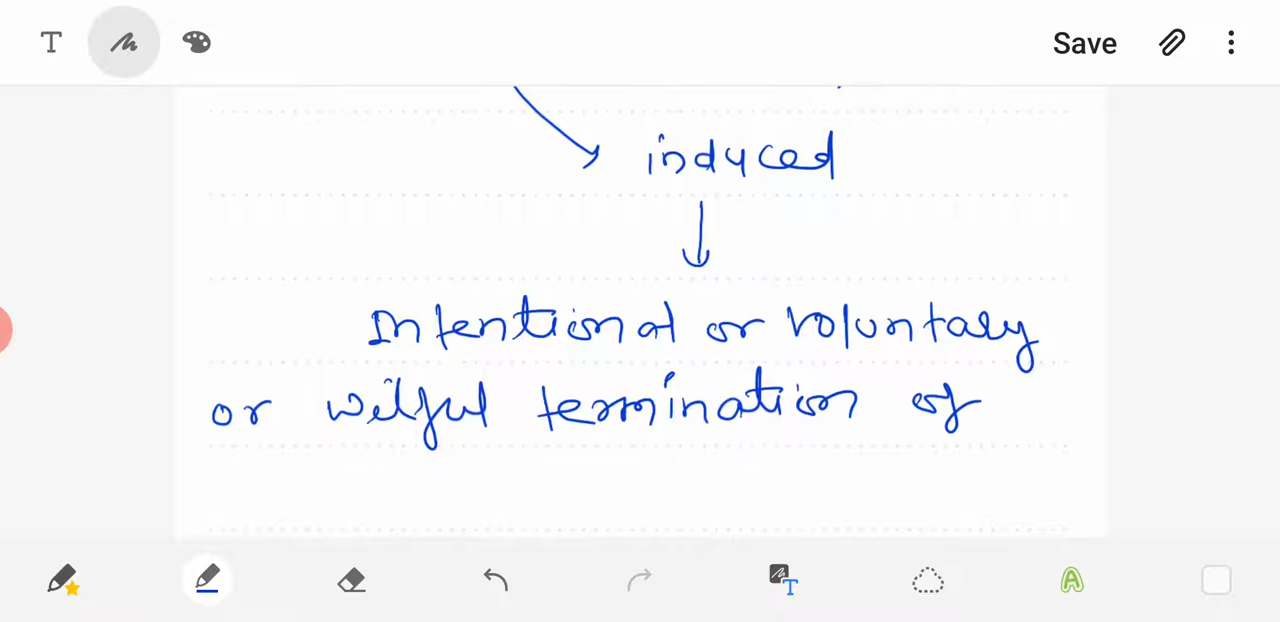 T
Save
induced
Intentional or voluntary
or wilful termination of
T
A